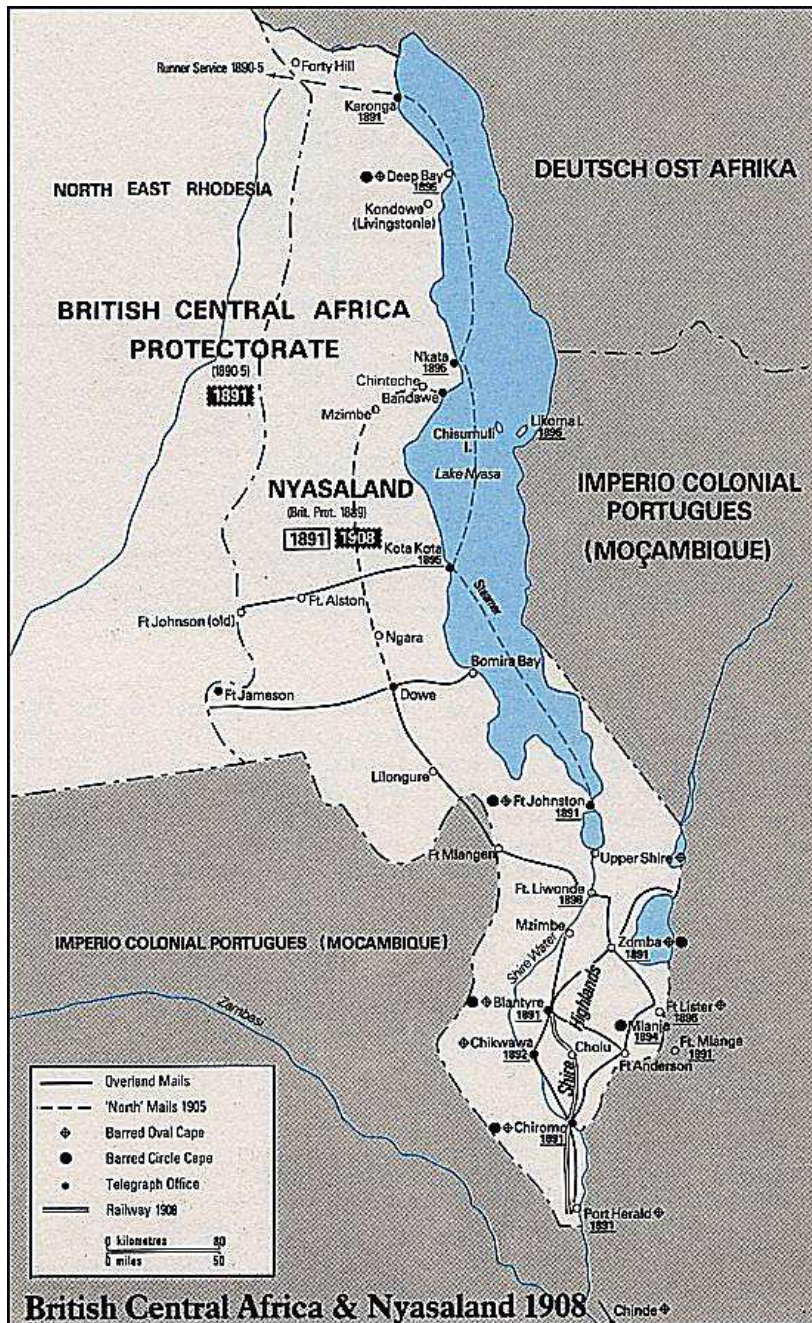 Forty Hill
Runner Service 1890-5
Karonga
1891
DEUTSCH OST AFRIKA
Deep Bay
1896
NORTH EAST RHODESIA
Kondowe
(Livingstonie)
BRITISH CENTRAL AFRICA
PROTECTORATE
(1890-5)
1891
N'kata
1896
Chinteche
Bandawe
Mzimbe
Chisumuli
I.
Likoma I.
1896
Lake Nyasa
IMPERIO COLONIAL
PORTUGUES
(MOÇAMBIQUE)
NYASALAND
(Brit. Prot. 1889)
1891 1908
Kota Kota
1895
Steamer
Ft. Alston
Ft Johnson (old)
Ngara
Bomira Bay
Ft Jameson
Dowe
Lilongure
Ft Johnston
1891
Ft Mlangeni
Upper Shire
Ft. Liwonde
1898
Mzimbe
Shire Water
Zomba
1891
IMPERIO COLONIAL PORTUGUES (MOCAMBIQUE)
Zambasi
Highlands
Blantyre
1891
Ft Lister
1896
Mlanje
1894
Chikwawa
1892
Cholu
Ft. Mlange
1891
Ft Anderson
Shire
Chiromo
1891
Port Herald
1891
Overland Mails
'North' Mails 1905
Barred Oval Cape
Barred Circle Cape
Telegraph Office
Railway 1908
0 kilometres 80
0 miles 50
British Central Africa & Nyasaland 1908
Chinde